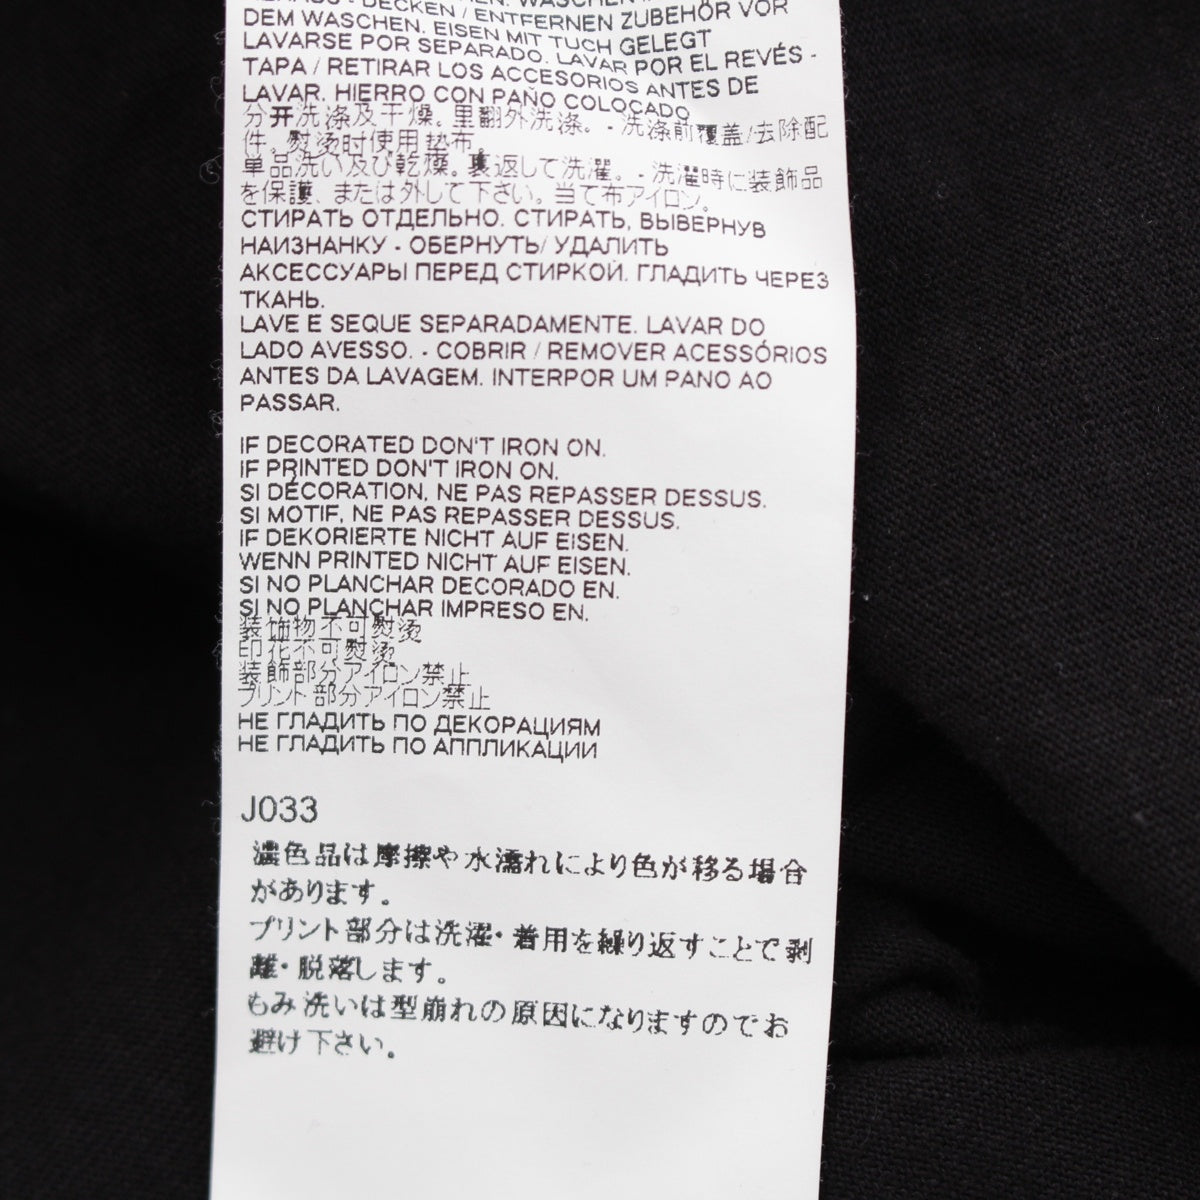 DECKEN / ENTFERNEN ZUBEHÖR VOR
DEM WASCHEN. EISEN MIT TUCH GELEGT
LAVARSE POR SEPARADO. LAVAR POR EL REVÉS -
TAPA / RETIRAR LOS ACCESORIOS ANTES DE
LAVAR. HIERRO CON PAÑO COLOCADO
分开洗涤及干燥。里翻外洗涤。- 洗涤前覆盖/去除配
件。熨烫时使用垫布。
単品洗い及び乾燥。裏返して洗濯。- 洗濯時に装飾品
を保護、または外して下さい。当て布アイロン。
СТИРАТЬ ОТДЕЛЬНО. СТИРАТЬ, ВЫВЕРНУВ
НАИЗНАНКУ - ОБЕРНУТЬ/ УДАЛИТЬ
АКСЕССУАРЫ ПЕРЕД СТИРКОЙ. ГЛАДИТЬ ЧЕРЕЗ
ТКАНЬ.
LAVE E SEQUE SEPARADAMENTE. LAVAR DO
LADO AVESSO. - COBRIR / REMOVER ACESSÓRIOS
ANTES DA LAVAGEM. INTERPOR UM PANO AO
PASSAR.
IF DECORATED DON'T IRON ON.
IF PRINTED DON'T IRON ON.
SI DÉCORATION, NE PAS REPASSER DESSUS.
SI MOTIF, NE PAS REPASSER DESSUS.
IF DEKORIERTE NICHT AUF EISEN.
WENN PRINTED NICHT AUF EISEN.
SI NO PLANCHAR DECORADO EN.
SI NO PLANCHAR IMPRESO EN.
装饰物不可熨烫
印花不可熨烫
装飾部分アイロン禁止
プリント部分アイロン禁止
НЕ ГЛАДИТЬ ПО ДЕКОРАЦИЯМ
НЕ ГЛАДИТЬ ПО АППЛИКАЦИИ
J033
濃色品は摩擦や水濡れにより色が移る場合
があります。
プリント部分は洗濯・着用を繰り返すことで剥
離・脱落します。
もみ洗いは型崩れの原因になりますのでお
避け下さい。